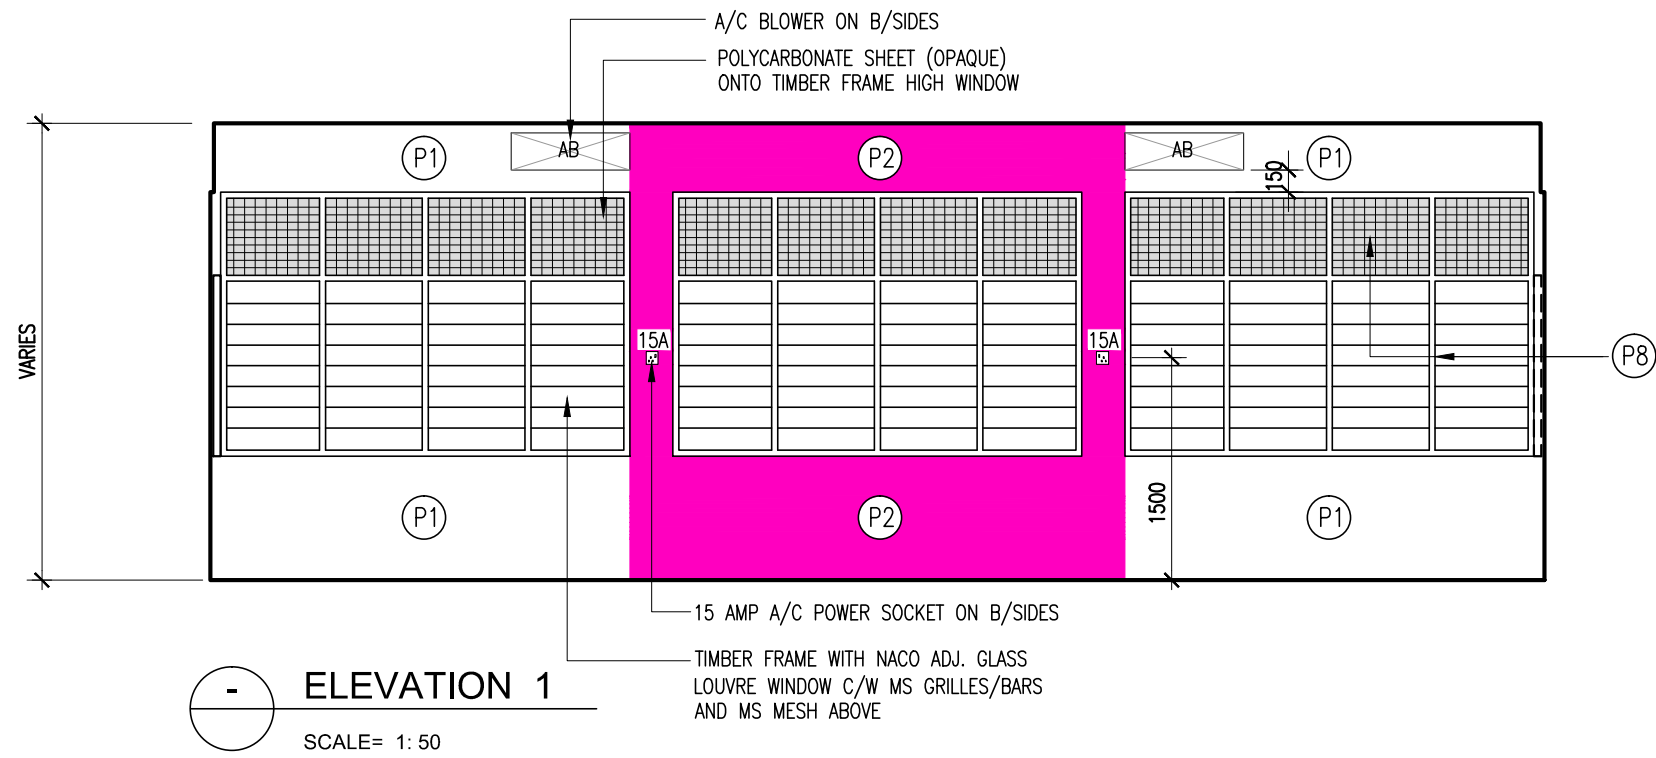 A/C BLOWER ON B/SIDES
POLYCARBONATE SHEET (OPAQUE)
ONTO TIMBER FRAME HIGH WINDOW
P1
AB
P2
AB
P1
150
VARIES
15A
15A
P8
P1
P2
P1
1500
15 AMP A/C POWER SOCKET ON B/SIDES
TIMBER FRAME WITH NACO ADJ. GLASS
LOUVRE WINDOW C/W MS GRILLES/BARS
AND MS MESH ABOVE
-
ELEVATION 1
SCALE= 1: 50